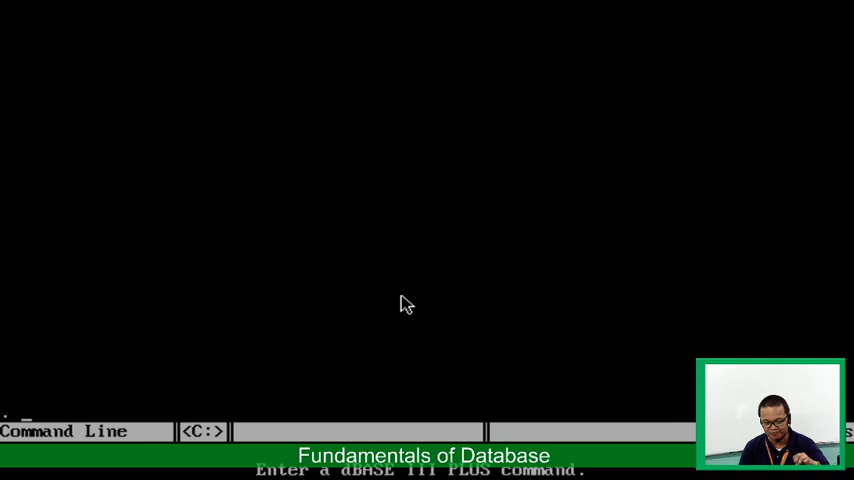 . _
Command Line <C:>
Fundamentals of Database
Enter a dBASE III PLUS command.